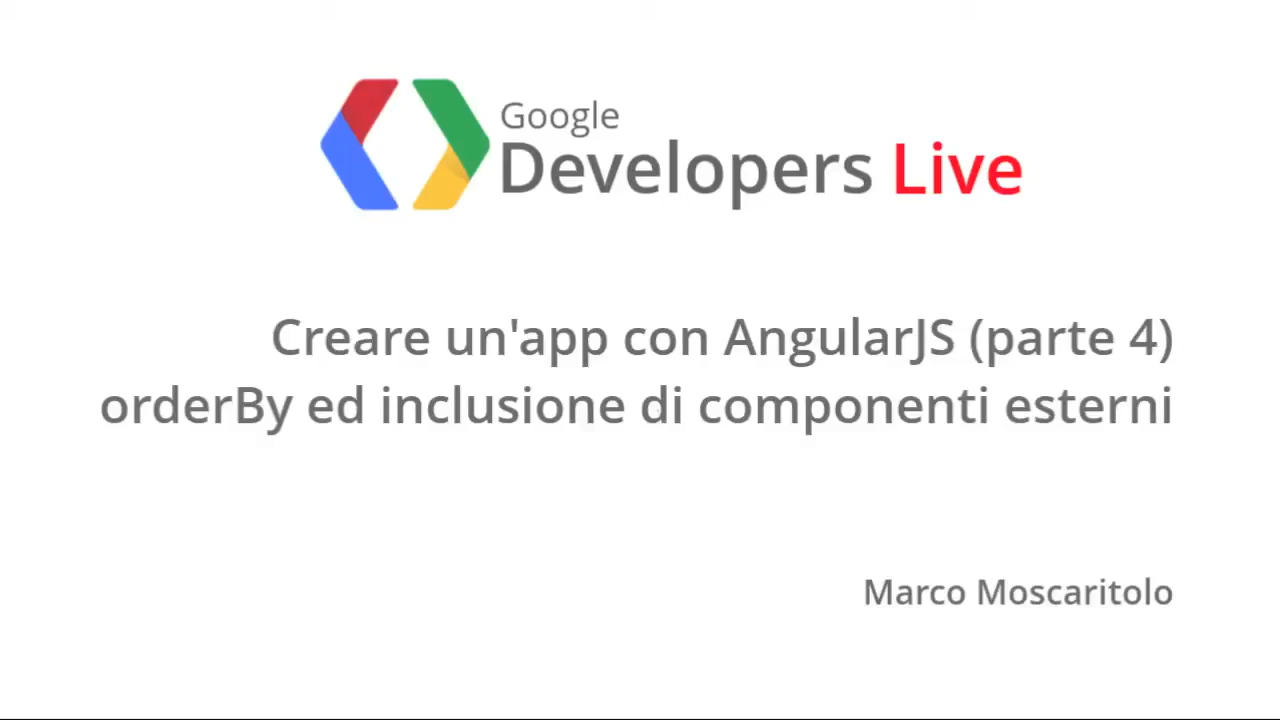 Google
Developers Live
Creare un'app con AngularJS (parte 4)
orderBy ed inclusione di componenti esterni
Marco Moscaritolo